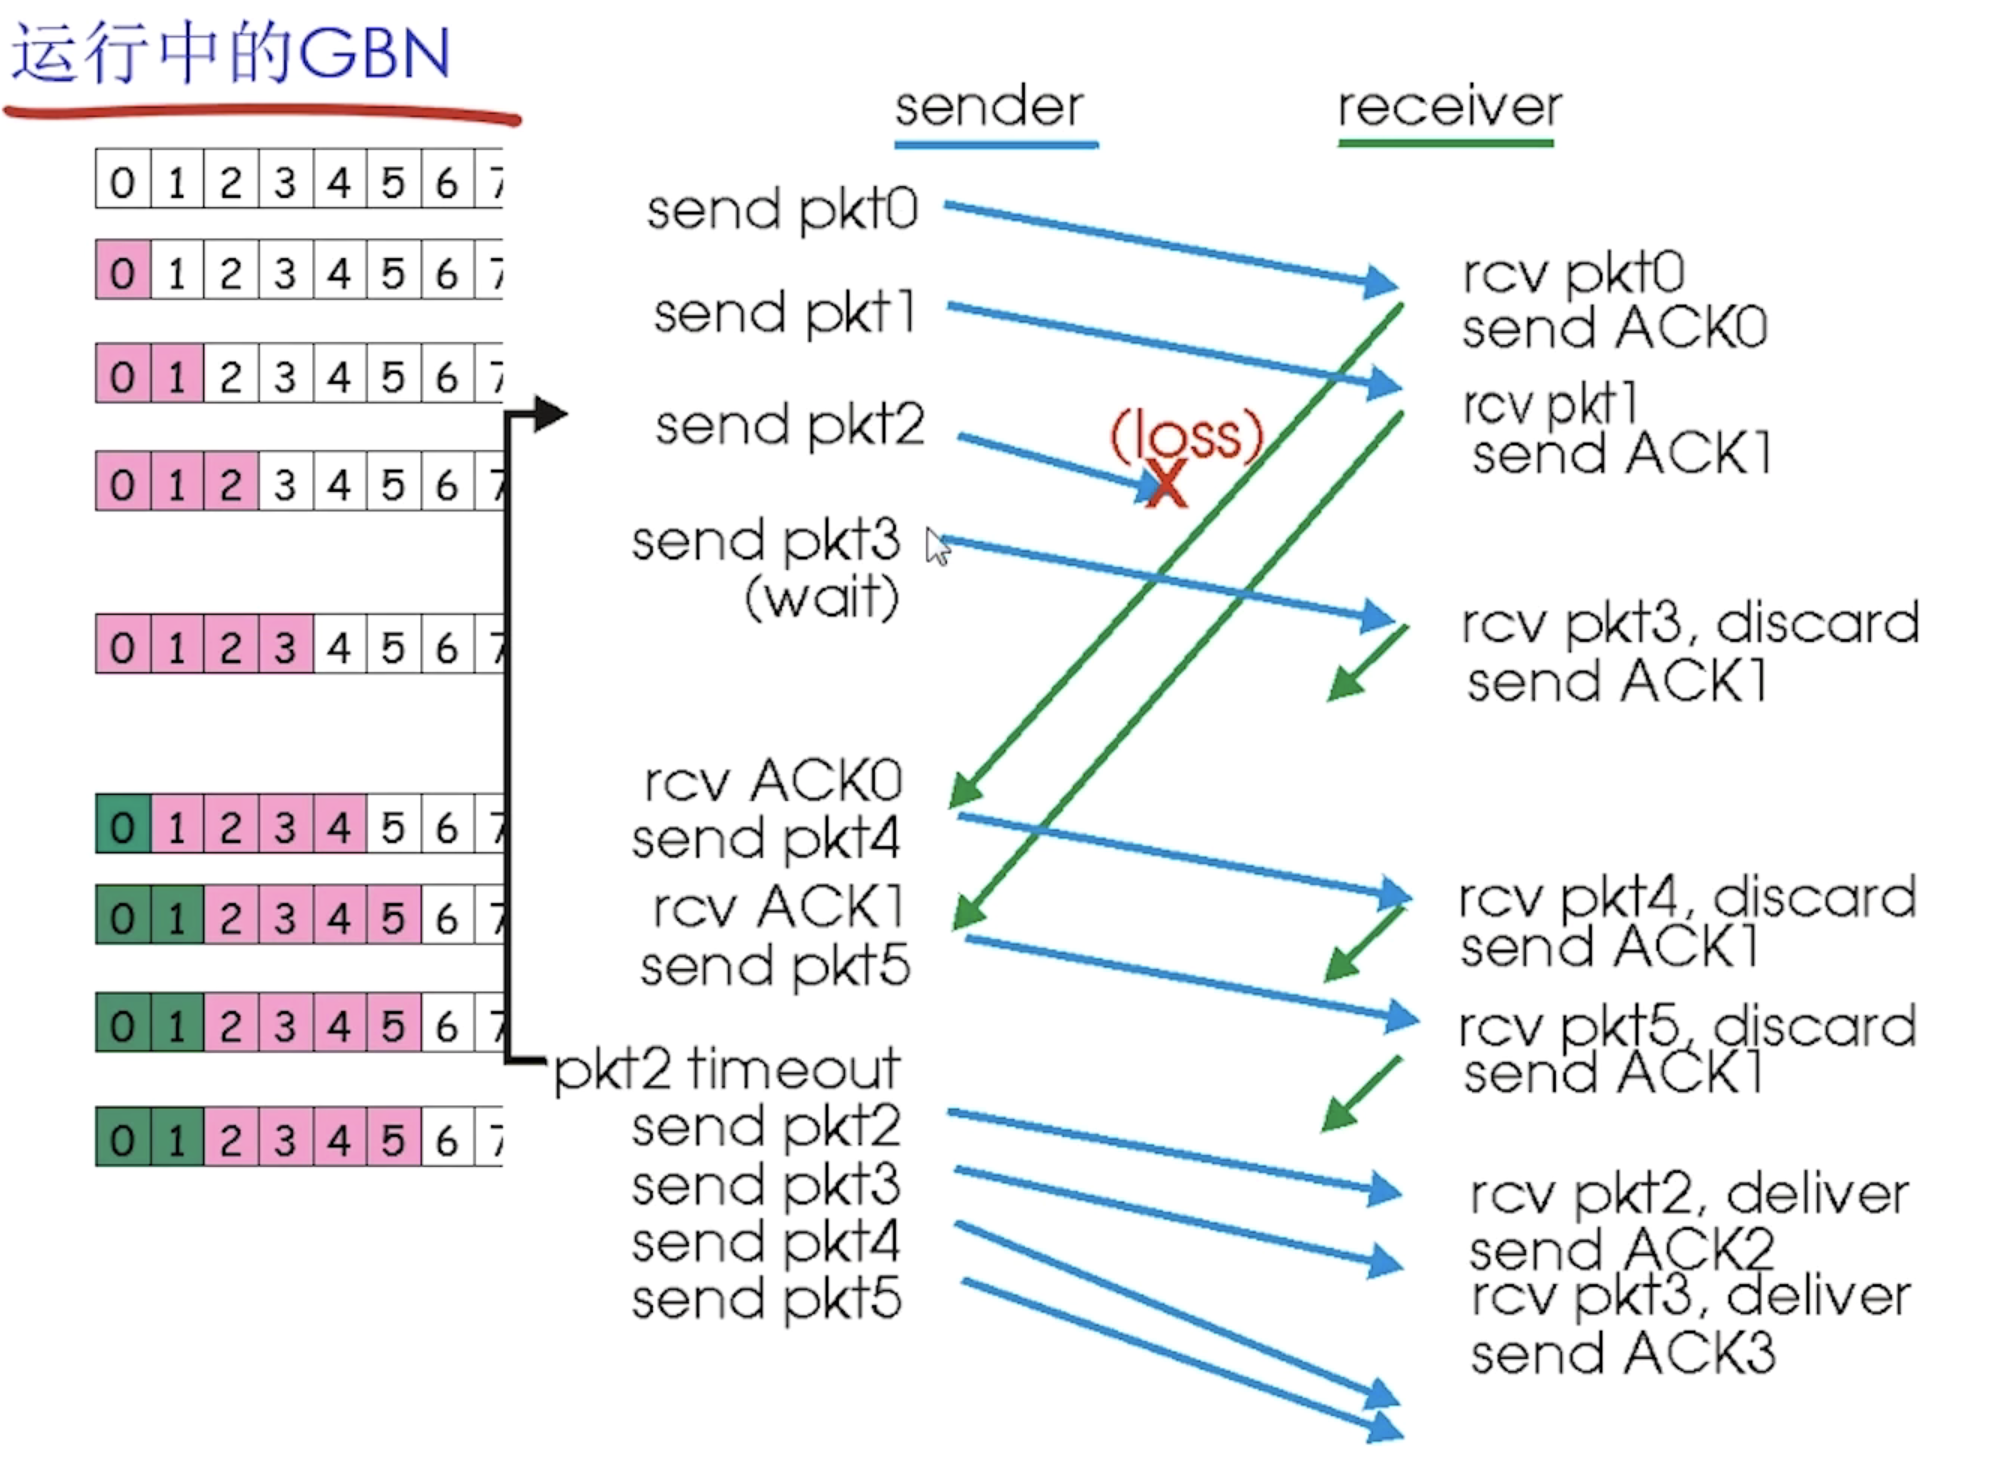 运行中的GBN
sender
receiver
0 1 2 3 4 5 6 7
send pkt0
0 1 2 3 4 5 6 7
rcv pkt0
send ACK0
send pkt1
0 1 2 3 4 5 6 7
rcv pkt1
send ACK1
send pkt2
(loss)
X
0 1 2 3 4 5 6 7
send pkt3
(wait)
0 1 2 3 4 5 6 7
rcv pkt3, discard
send ACK1
rcv ACK0
send pkt4
0 1 2 3 4 5 6 7
rcv ACK1
send pkt5
0 1 2 3 4 5 6 7
rcv pkt4, discard
send ACK1
0 1 2 3 4 5 6 7
rcv pkt5, discard
send ACK1
pkt2 timeout
send pkt2
send pkt3
send pkt4
send pkt5
0 1 2 3 4 5 6 7
rcv pkt2, deliver
send ACK2
rcv pkt3, deliver
send ACK3